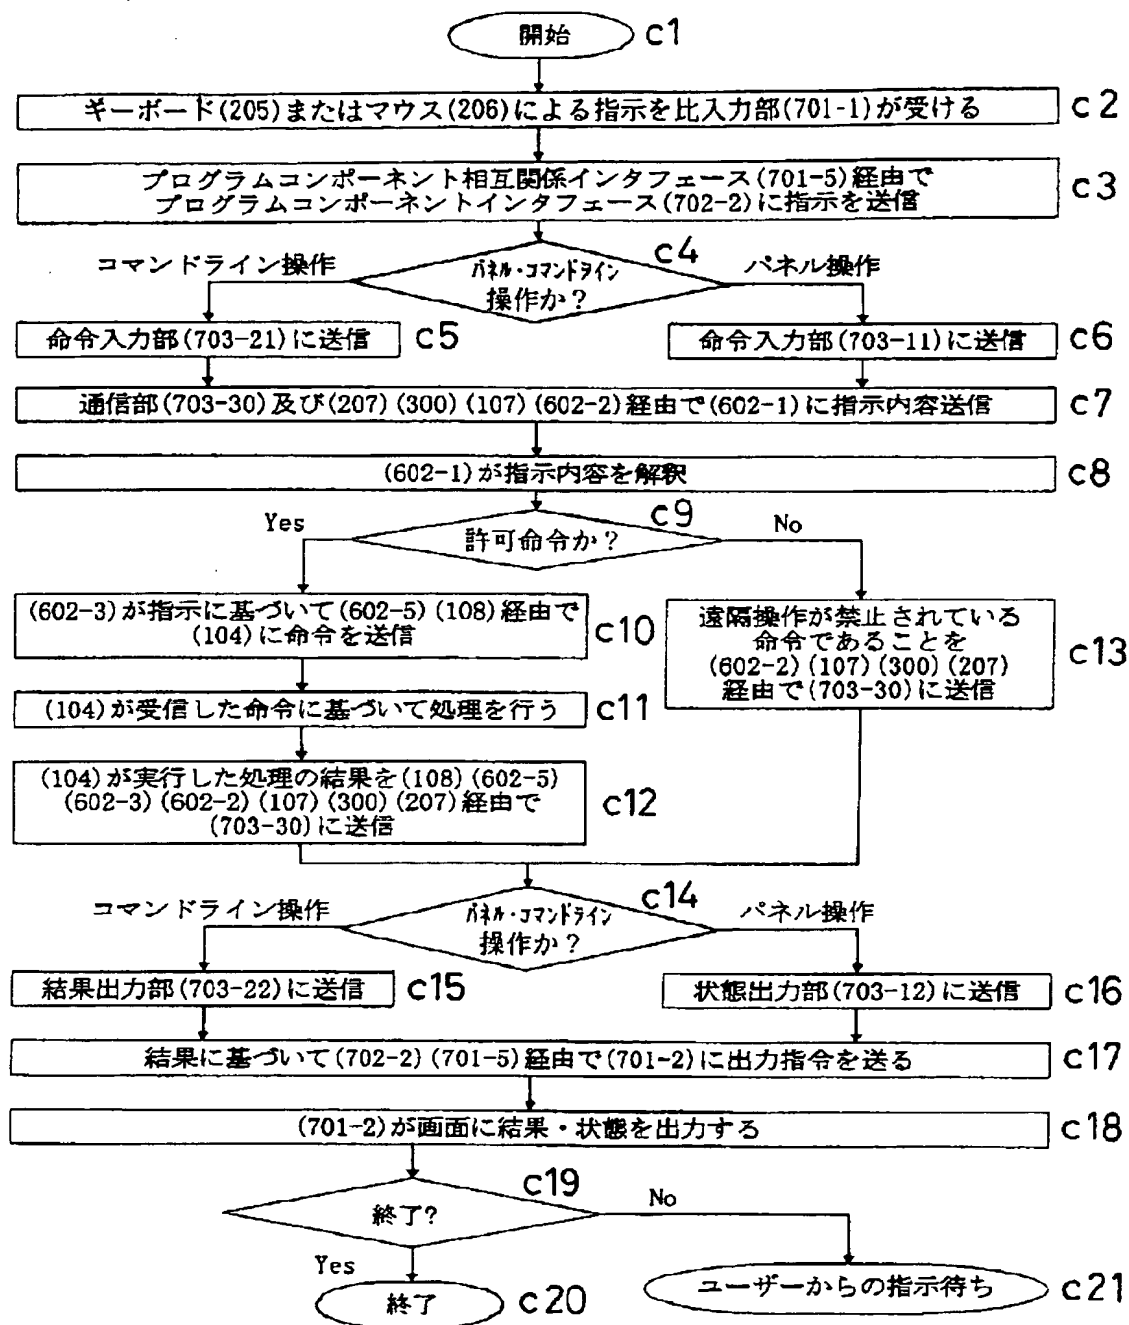 開始 c1
キーボード(205)またはマウス(206)による指示を比入力部(701-1)が受ける c2
プログラムコンポーネント相互関係インタフェース(701-5)経由で
プログラムコンポーネントインタフェース(702-2)に指示を送信
c3
c4
コマンドライン操作 パネル・コマンドライン パネル操作
操作か?
命令入力部(703-21)に送信 c5 命令入力部(703-11)に送信 c6
通信部(703-30)及び(207)(300)(107)(602-2)経由で(602-1)に指示内容送信 c7
(602-1)が指示内容を解釈 c8
c9
Yes 許可命令か? No
(602-3)が指示に基づいて(602-5)(108)経由で
(104)に命令を送信
c10
遠隔操作が禁止されている
命令であることを
(602-2)(107)(300)(207)
経由で(703-30)に送信
c13
(104)が受信した命令に基づいて処理を行う c11
(104)が実行した処理の結果を(108)(602-5)
(602-3)(602-2)(107)(300)(207)経由で
(703-30)に送信
c12
c14
コマンドライン操作 パネル・コマンドライン パネル操作
操作か?
結果出力部(703-22)に送信 c15 状態出力部(703-12)に送信 c16
結果に基づいて(702-2)(701-5)経由で(701-2)に出力指令を送る c17
(701-2)が画面に結果・状態を出力する c18
c19
終了? No
Yes
終了 c20 ユーザーからの指示待ち c21